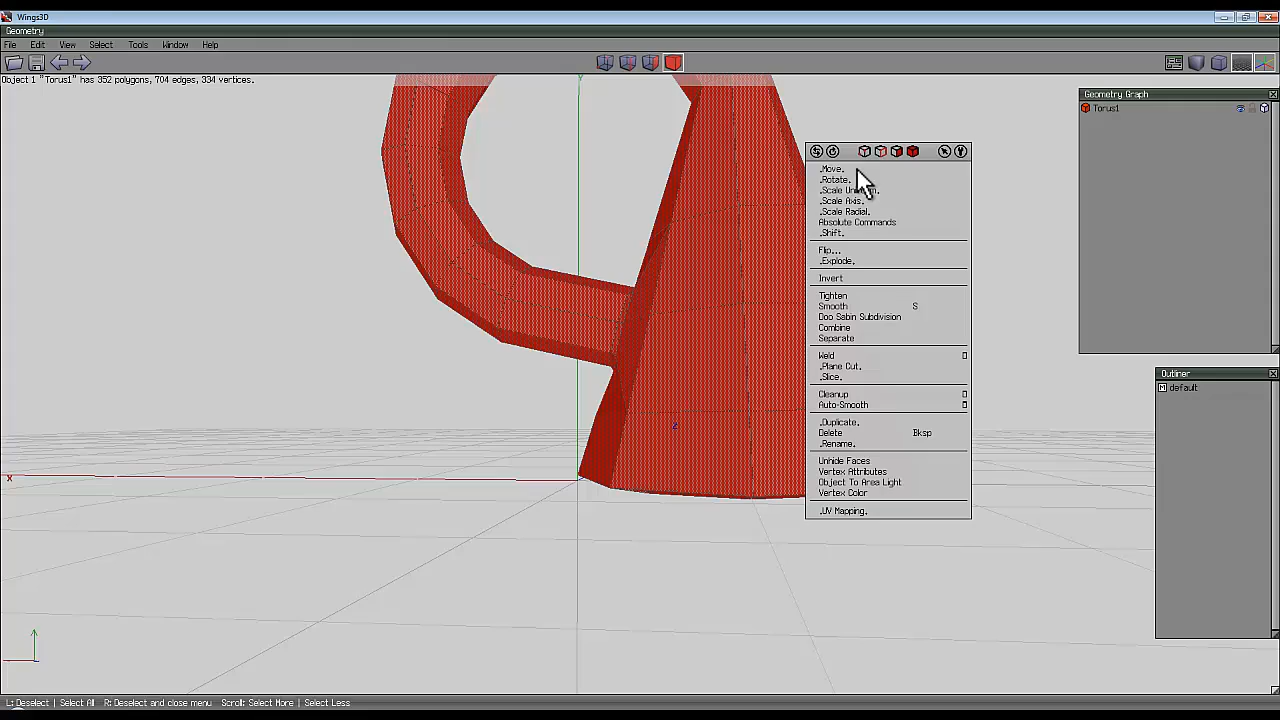 Wings3D
Geometry
File Edit View Select Tools Window Help
Object 1 "Torus1" has 352 polygons, 704 edges, 334 vertices.
Y
Geometry Graph
Torus1
.Move.
.Rotate.
.Scale Uniform.
.Scale Axis.
.Scale Radial.
Absolute Commands
.Shift.
Flip...
.Explode.
Invert
Tighten
Smooth S
Doo Sabin Subdivision
Combine
Separate
Weld
.Plane Cut.
.Slice.
Cleanup
Auto-Smooth
.Duplicate.
Delete Bksp
.Rename.
Unhide Faces
Vertex Attributes
Object To Area Light
Vertex Color
.UV Mapping.
Outliner
M default
Z
X
L:Deselect | Select All R:Deselect and close menu Scroll: Select More | Select Less